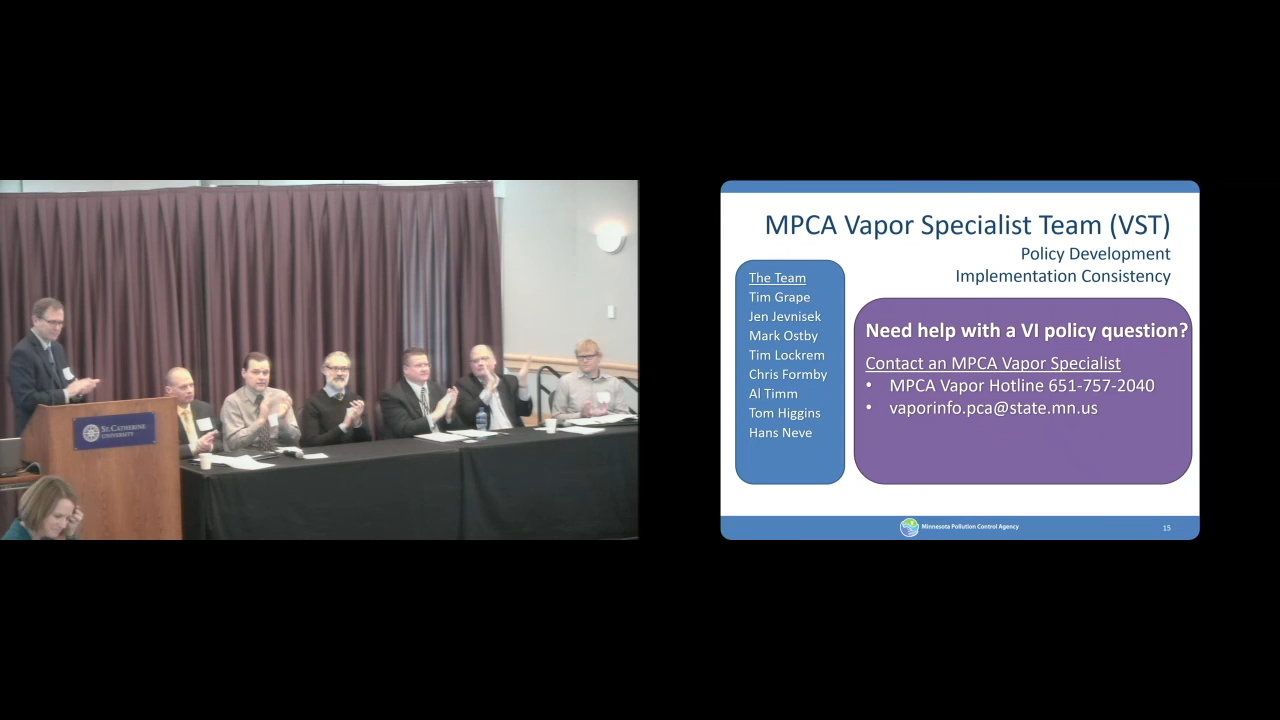 ST. CATHERINE
UNIVERSITY
MPCA Vapor Specialist Team (VST)
Policy Development
Implementation Consistency
The Team
Tim Grape
Jen Jevnisek
Mark Ostby
Tim Lockrem
Chris Formby
Al Timm
Tom Higgins
Hans Neve
Need help with a VI policy question?
Contact an MPCA Vapor Specialist
• MPCA Vapor Hotline 651-757-2040
• vaporinfo.pca@state.mn.us
Minnesota Pollution Control Agency
15